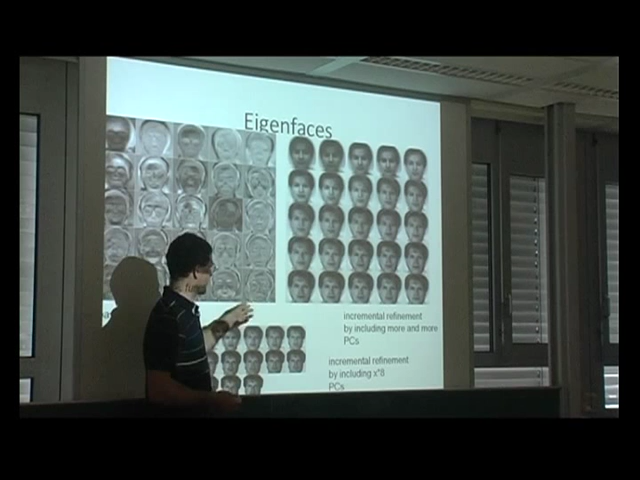 Eigenfaces
incremental refinement
by including more and more
PCs
incremental refinement
by including x*8
PCs